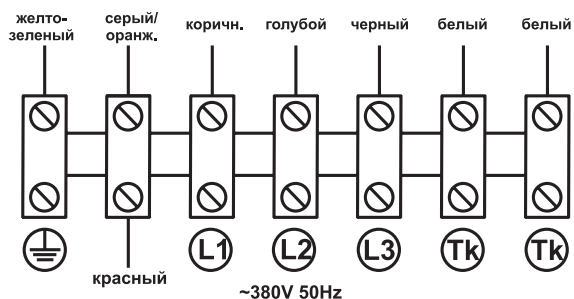 желто-
зеленый
серый/
оранж.
коричн.
голубой
черный
белый
белый
L1
L2
L3
Tk
Tk
красный
~380V 50Hz